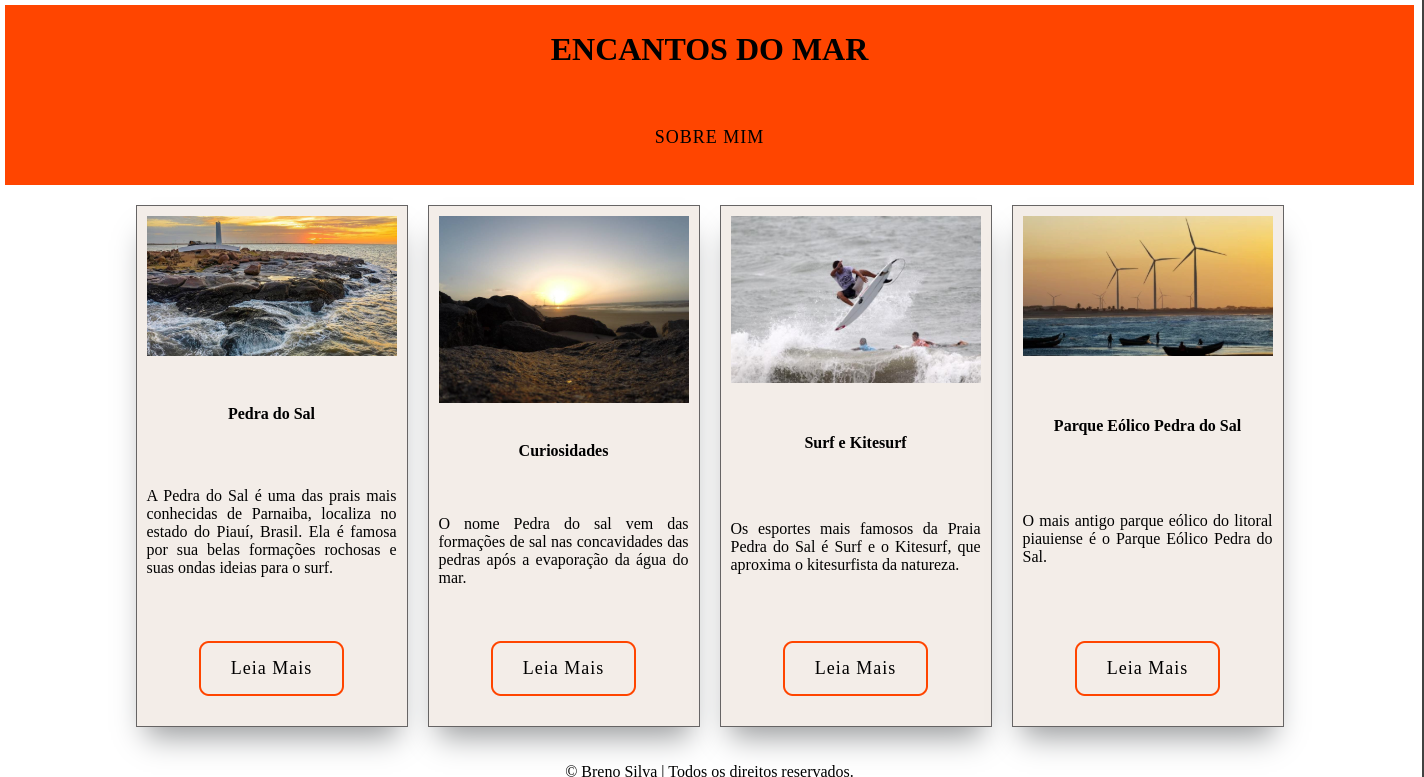 ENCANTOS DO MAR
SOBRE MIM
Pedra do Sal
A Pedra do Sal é uma das prais mais
conhecidas de Parnaiba, localiza no
estado do Piauí, Brasil. Ela é famosa
por sua belas formações rochosas e
suas ondas ideias para o surf.
Leia Mais
Curiosidades
O nome Pedra do sal vem das
formações de sal nas concavidades das
pedras após a evaporação da água do
mar.
Leia Mais
Surf e Kitesurf
Os esportes mais famosos da Praia
Pedra do Sal é Surf e o Kitesurf, que
aproxima o kitesurfista da natureza.
Leia Mais
Parque Eólico Pedra do Sal
O mais antigo parque eólico do litoral
piauiense é o Parque Eólico Pedra do
Sal.
Leia Mais
© Breno Silva | Todos os direitos reservados.